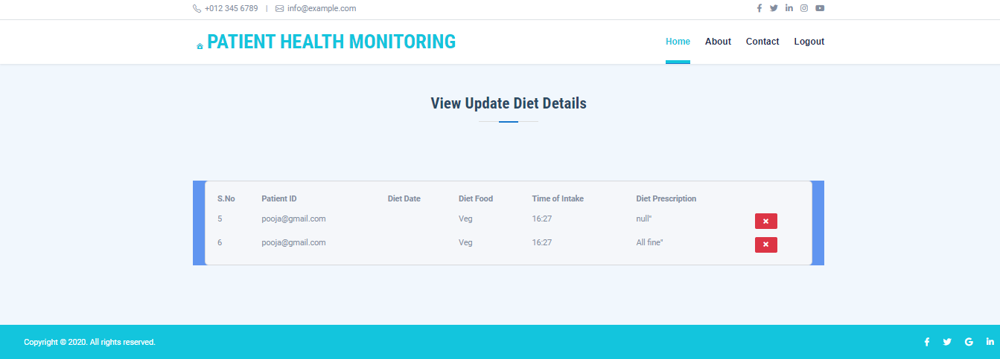 +012 345 6789 | info@example.com
PATIENT HEALTH MONITORING
Home About Contact Logout
View Update Diet Details
S.No Patient ID Diet Date Diet Food Time of Intake Diet Prescription
5 pooja@gmail.com Veg 16:27 null"
6 pooja@gmail.com Veg 16:27 All fine"
Copyright © 2020. All rights reserved.